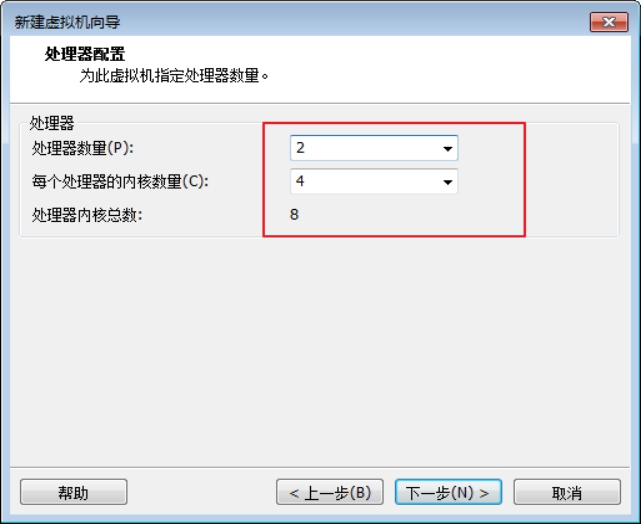 新建虚拟机向导
处理器配置
为此虚拟机指定处理器数量。
处理器
处理器数量(P): 2
每个处理器的内核数量(C): 4
处理器内核总数: 8
帮助 < 上一步(B) 下一步(N) > 取消